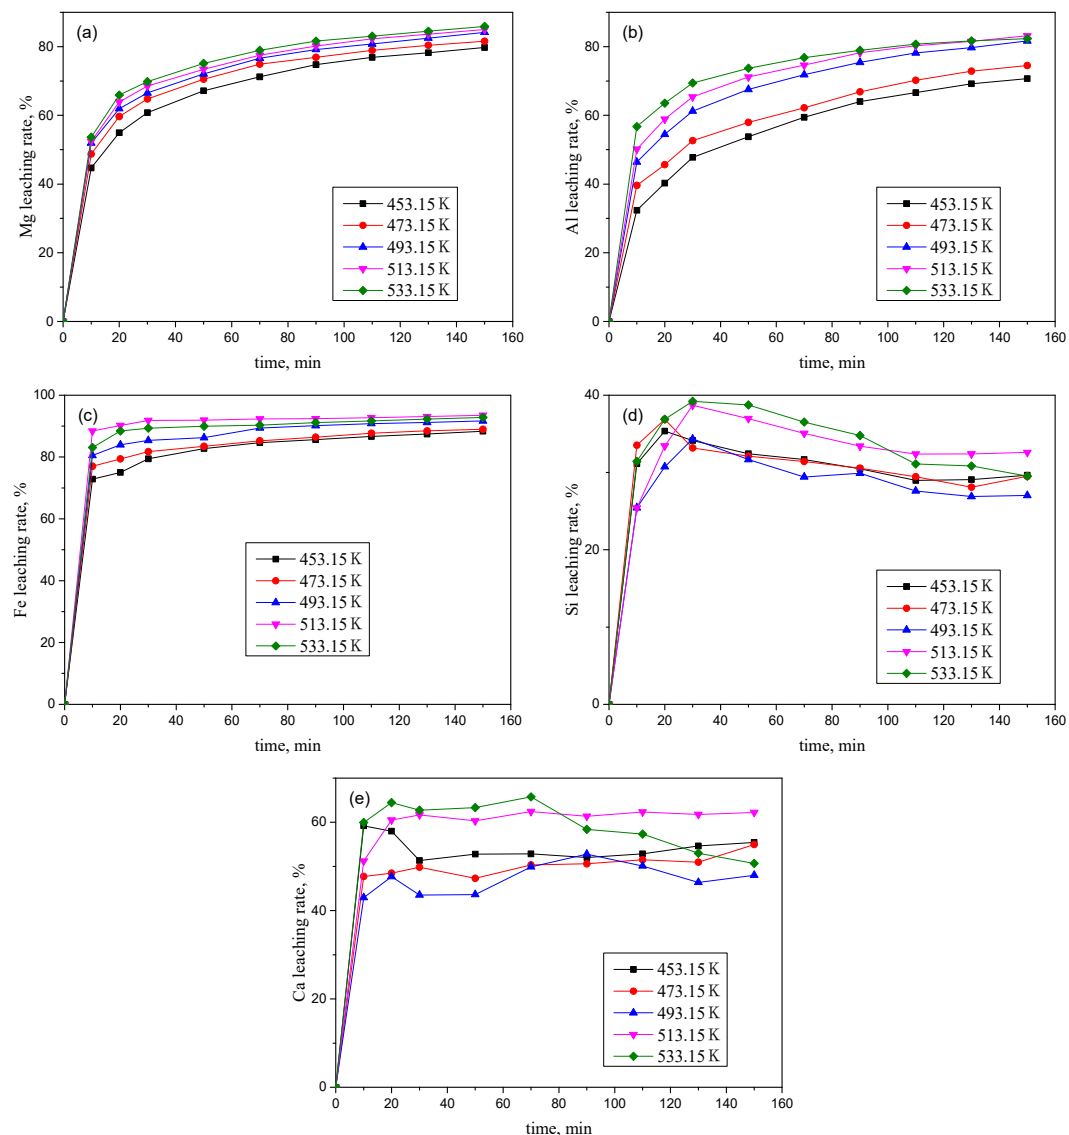 (a)
Mg leaching rate, %
80
60
40
20
0
0 20 40 60 80 100 120 140 160
time, min
453.15 K
473.15 K
493.15 K
513.15 K
533.15 K
(b)
Al leaching rate, %
80
60
40
20
0
0 20 40 60 80 100 120 140 160
time, min
453.15 K
473.15 K
493.15 K
513.15 K
533.15 K
(c)
Fe leaching rate, %
100
80
60
40
20
0
0 20 40 60 80 100 120 140 160
time, min
453.15 K
473.15 K
493.15 K
513.15 K
533.15 K
(d)
Si leaching rate, %
40
20
0
0 20 40 60 80 100 120 140 160
time, min
453.15 K
473.15 K
493.15 K
513.15 K
533.15 K
(e)
Ca leaching rate, %
60
40
20
0
0 20 40 60 80 100 120 140 160
time, min
453.15 K
473.15 K
493.15 K
513.15 K
533.15 K